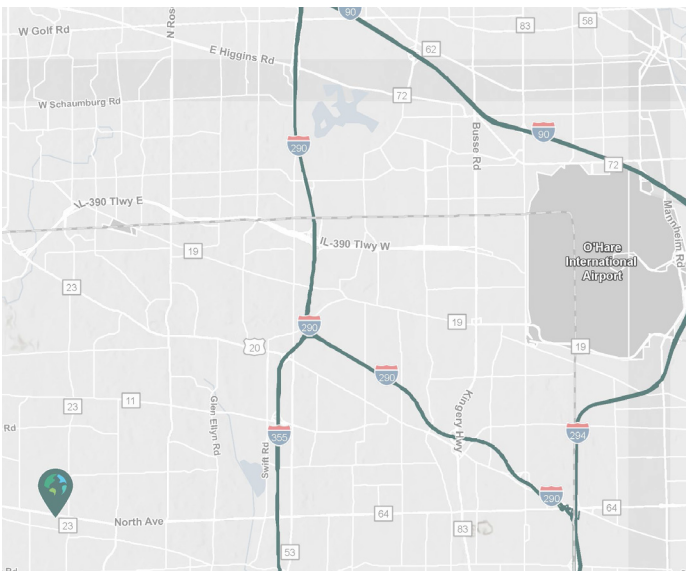 90
58
83
W Golf Rd
N Ros
E Higgins Rd
62
72
W Schaumburg Rd
290
Busse Rd
90
72
IL-390 Tlwy E
Mannheim Rd
IL-390 Tlwy W
19
O'Hare
International
Airport
23
290
19
20
19
290
23
11
Glen Ellyn Rd
Kingery Hwy
Rd
355
Swift Rd
294
290
23
North Ave
64
64
83
53
Rd